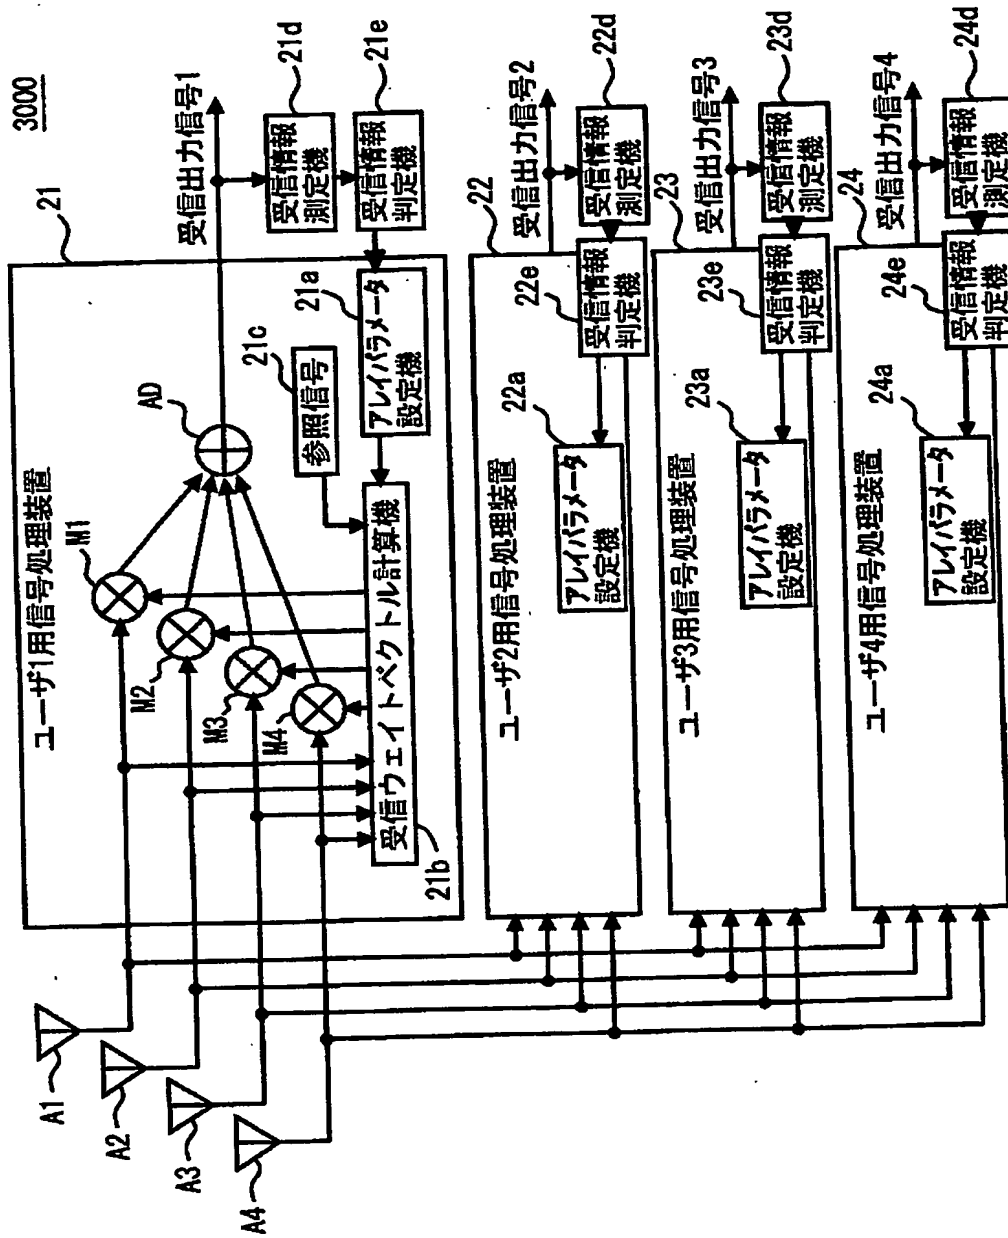 3000
21
ユーザ1用信号処理装置
受信出力信号1
21d
受信情報
測定機
21e
受信情報
判定機
M1
M2
M3
M4
AD
21c
参照信号
21a
アレイパラメータ
設定機
受信ウェイトベクトル計算機
21b
A1
A2
A3
A4
22
ユーザ2用信号処理装置
受信出力信号2
22d
受信情報
測定機
22e
受信情報
判定機
22a
アレイパラメータ
設定機
23
ユーザ3用信号処理装置
受信出力信号3
23d
受信情報
測定機
23e
受信情報
判定機
23a
アレイパラメータ
設定機
24
ユーザ4用信号処理装置
受信出力信号4
24d
受信情報
測定機
24e
受信情報
判定機
24a
アレイパラメータ
設定機